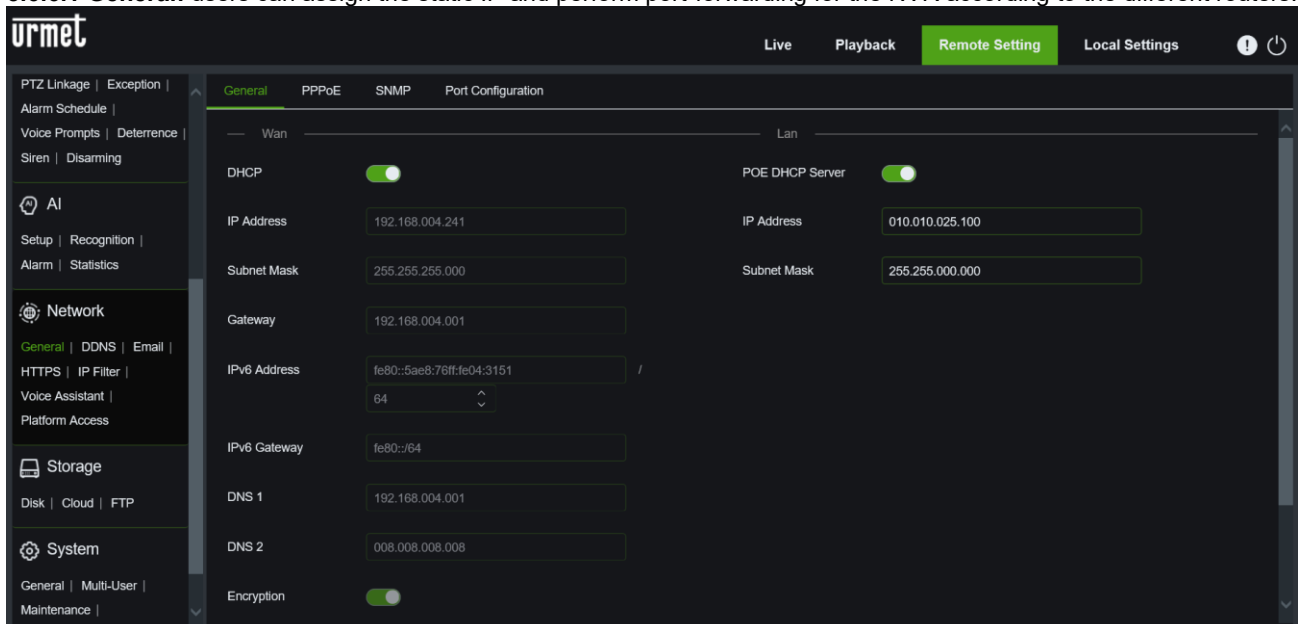 urmet
Live Playback Remote Setting Local Settings
PTZ Linkage | Exception |
Alarm Schedule |
Voice Prompts | Deterrence |
Siren | Disarming
AI
Setup | Recognition |
Alarm | Statistics
Network
General | DDNS | Email |
HTTPS | IP Filter |
Voice Assistant |
Platform Access
Storage
Disk | Cloud | FTP
System
General | Multi-User |
Maintenance |
General PPPoE SNMP Port Configuration
Wan
DHCP
IP Address 192.168.004.241
Subnet Mask 255.255.255.000
Gateway 192.168.004.001
IPv6 Address fe80::5ae8:76ff:fe04:3151 /
64
IPv6 Gateway fe80::/64
DNS 1 192.168.004.001
DNS 2 008.008.008.008
Encryption
Lan
POE DHCP Server
IP Address 010.010.025.100
Subnet Mask 255.255.000.000